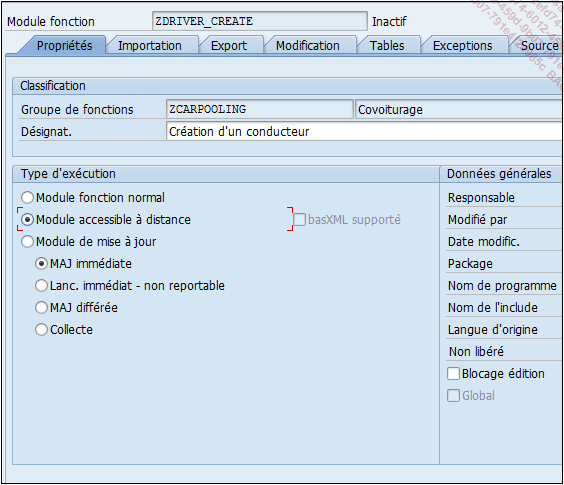 Module fonction ZDRIVER_CREATE Inactif
Propriétés Importation Export Modification Tables Exceptions Source
Classification
Groupe de fonctions ZCARPOOLING Covoiturage
Désignat. Création d'un conducteur
Type d'exécution Données générales
Module fonction normal Responsable
Module accessible à distance basXML supporté Modifié par
Module de mise à jour Date modific.
MAJ immédiate Package
Lanc. immédiat - non reportable Nom de programme
MAJ différée Nom de l'include
Collecte Langue d'origine
Non libéré
Blocage édition
Global